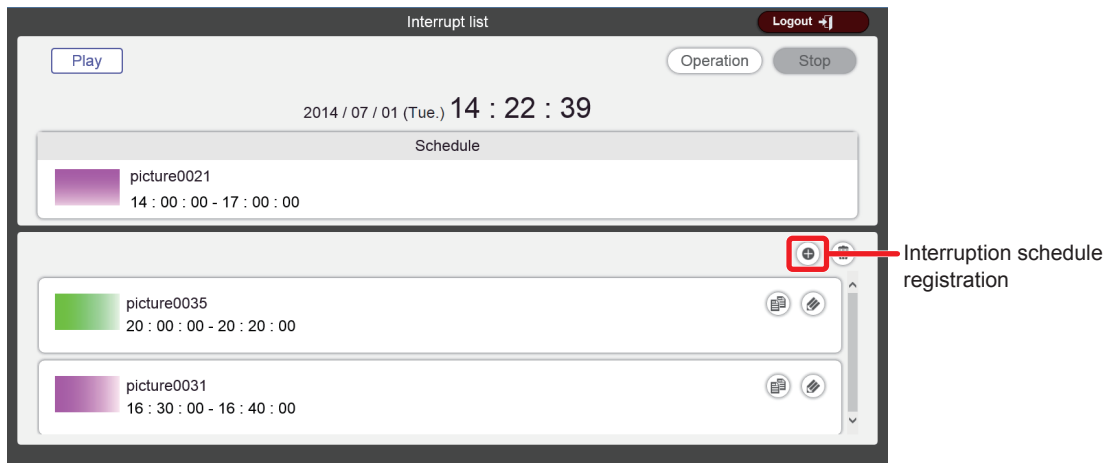 Interrupt list
Logout
Play
Operation
Stop
2014 / 07 / 01 (Tue.) 14 : 22 : 39
Schedule
picture0021
14 : 00 : 00 - 17 : 00 : 00
Interruption schedule
registration
picture0035
20 : 00 : 00 - 20 : 20 : 00
picture0031
16 : 30 : 00 - 16 : 40 : 00